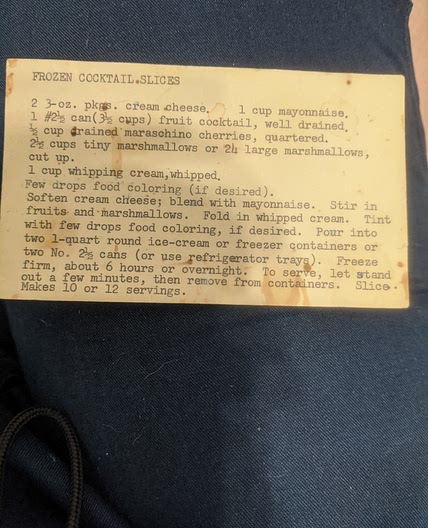 FROZEN COCKTAIL SLICES
2 3-oz. pkgs. cream cheese.   1 cup mayonnaise.
1 #2½ can(3½ cups) fruit cocktail, well drained.
½ cup drained maraschino cherries, quartered.
2½ cups tiny marshmallows or 24 large marshmallows,
cut up.
1 cup whipping cream,whipped.
Few drops food coloring (if desired).
Soften cream cheese; blend with mayonnaise.  Stir in
fruits and marshmallows.  Fold in whipped cream.  Tint
with few drops food coloring, if desired.  Pour into
two 1-quart round ice-cream or freezer containers or
two No. 2½ cans (or use refrigerator trays).  Freeze
firm, about 6 hours or overnight.  To serve, let stand
out a few minutes, then remove from containers.  Slice.
Makes 10 or 12 servings.